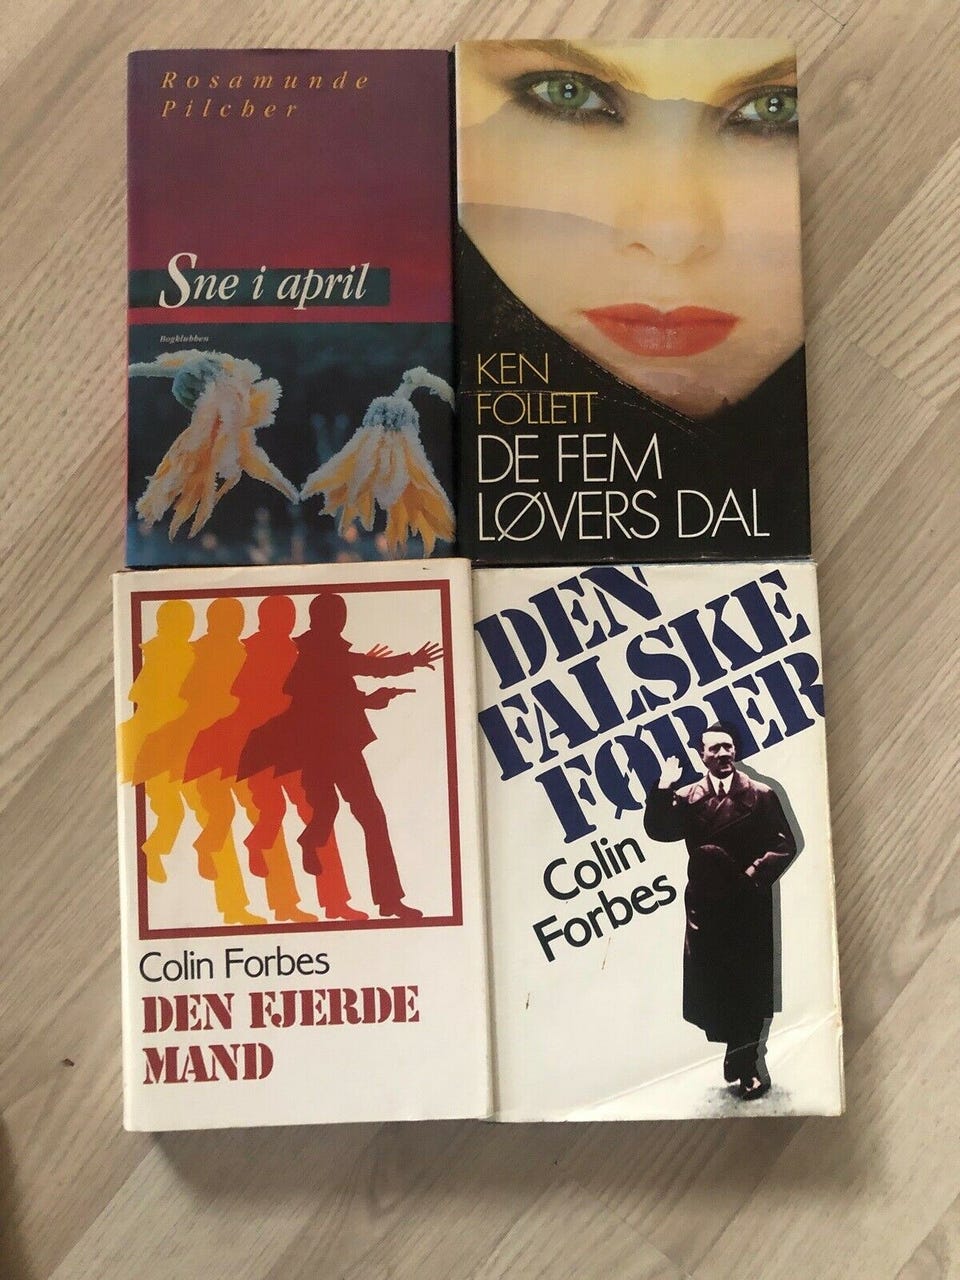 Rosamunde
Pilcher
Sne i april
Bogklubben
KEN
FOLLETT
DE FEM
LØVERS DAL
Colin Forbes
DEN FJERDE
MAND
DEN
FALSKE
FØRER
Colin
Forbes